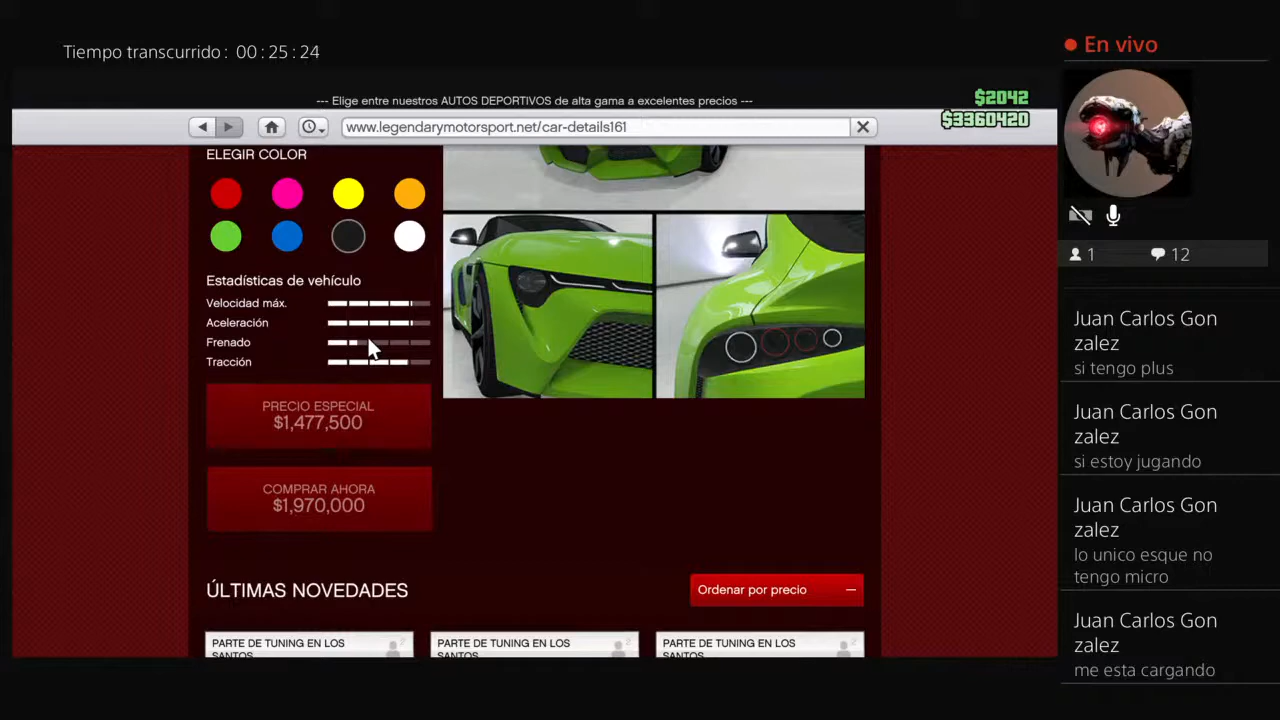 Tiempo transcurrido : 00 : 25 : 24
En vivo
--- Elige entre nuestros AUTOS DEPORTIVOS de alta gama a excelentes precios ---
$2042
$3360420
www.legendarymotorsport.net/car-details161
ELEGIR COLOR
Estadísticas de vehículo
Velocidad máx.
Aceleración
Frenado
Tracción
PRECIO ESPECIAL
$1,477,500
COMPRAR AHORA
$1,970,000
ÚLTIMAS NOVEDADES
Ordenar por precio
PARTE DE TUNING EN LOS
SANTOS
PARTE DE TUNING EN LOS
SANTOS
PARTE DE TUNING EN LOS
SANTOS
1
12
Juan Carlos Gon
zalez
si tengo plus
Juan Carlos Gon
zalez
si estoy jugando
Juan Carlos Gon
zalez
lo unico esque no
tengo micro
Juan Carlos Gon
zalez
me esta cargando